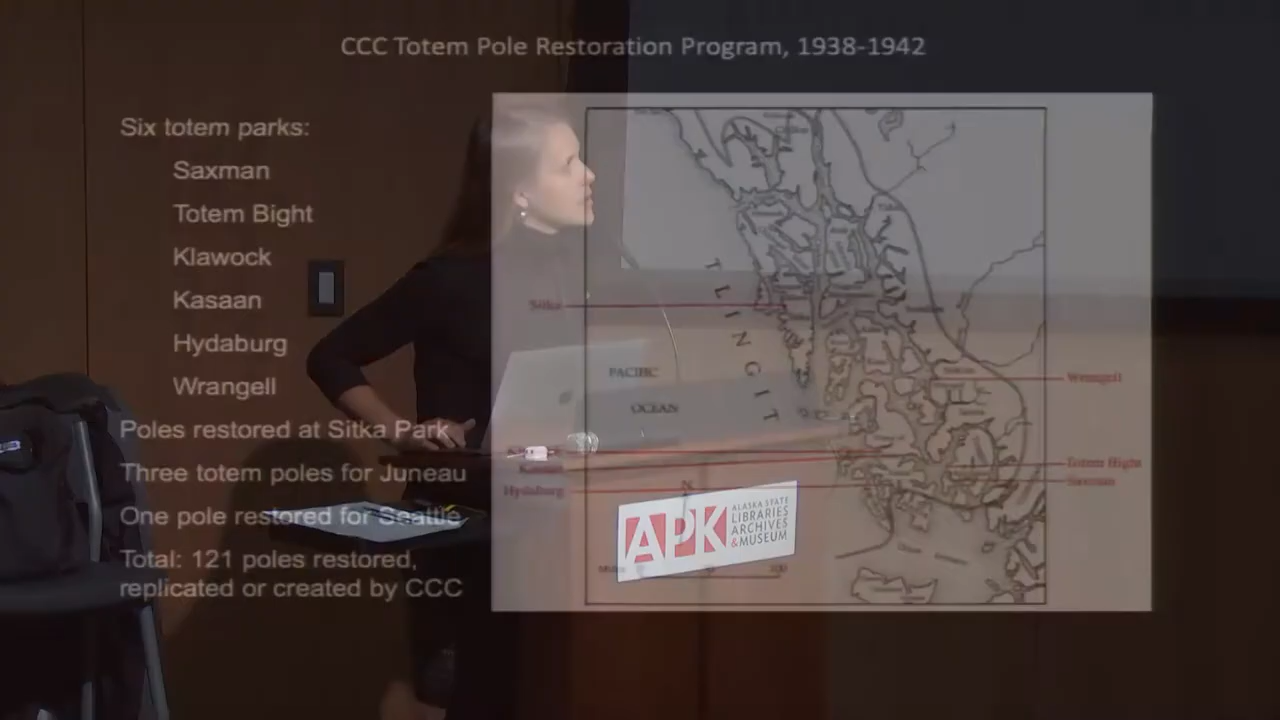 CCC Totem Pole Restoration Program, 1938-1942
Six totem parks:
Saxman
Totem Bight
Klawock
Kasaan
Hydaburg
Wrangell
Poles restored at Sitka Park
Three totem poles for Juneau
One pole restored for Seattle
Total: 121 poles restored,
replicated or created by CCC
Sitka
TLINGIT
PACIFIC
OCEAN
Wrangell
Totem Bight
Saxman
Kasaan
Hydaburg
N
APK
ALASKA STATE
LIBRARIES
ARCHIVES
& MUSEUM
100